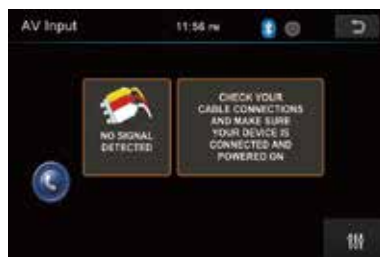 AV Input
11:56 PM
NO SIGNAL
DETECTED
CHECK YOUR
CABLE CONNECTIONS
AND MAKE SURE
YOUR DEVICE IS
CONNECTED AND
POWERED ON